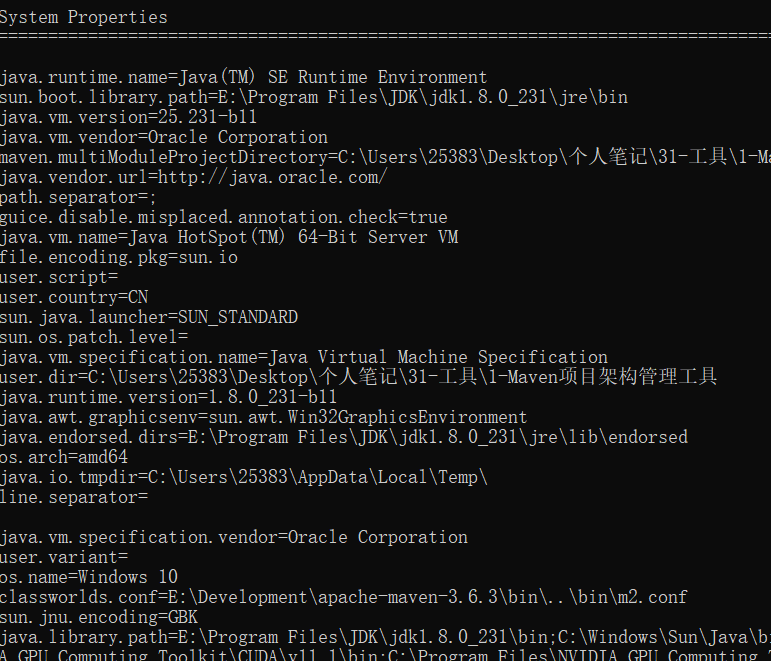 System Properties
===============================================================================
java.runtime.name=Java(TM) SE Runtime Environment
sun.boot.library.path=E:\Program Files\JDK\jdk1.8.0_231\jre\bin
java.vm.version=25.231-b11
java.vm.vendor=Oracle Corporation
maven.multiModuleProjectDirectory=C:\Users\25383\Desktop\个人笔记\31-工具\1-Ma
java.vendor.url=http://java.oracle.com/
path.separator=;
guice.disable.misplaced.annotation.check=true
java.vm.name=Java HotSpot(TM) 64-Bit Server VM
file.encoding.pkg=sun.io
user.script=
user.country=CN
sun.java.launcher=SUN_STANDARD
sun.os.patch.level=
java.vm.specification.name=Java Virtual Machine Specification
user.dir=C:\Users\25383\Desktop\个人笔记\31-工具\1-Maven项目架构管理工具
java.runtime.version=1.8.0_231-b11
java.awt.graphicsenv=sun.awt.Win32GraphicsEnvironment
java.endorsed.dirs=E:\Program Files\JDK\jdk1.8.0_231\jre\lib\endorsed
os.arch=amd64
java.io.tmpdir=C:\Users\25383\AppData\Local\Temp\
line.separator=
java.vm.specification.vendor=Oracle Corporation
user.variant=
os.name=Windows 10
classworlds.conf=E:\Development\apache-maven-3.6.3\bin\..\bin\m2.conf
sun.jnu.encoding=GBK
java.library.path=E:\Program Files\JDK\jdk1.8.0_231\bin;C:\Windows\Sun\Java\bi
A GPU Computing Toolkit\CUDA\v11.1\bin;C:\Program Files\NVIDIA GPU Computing T